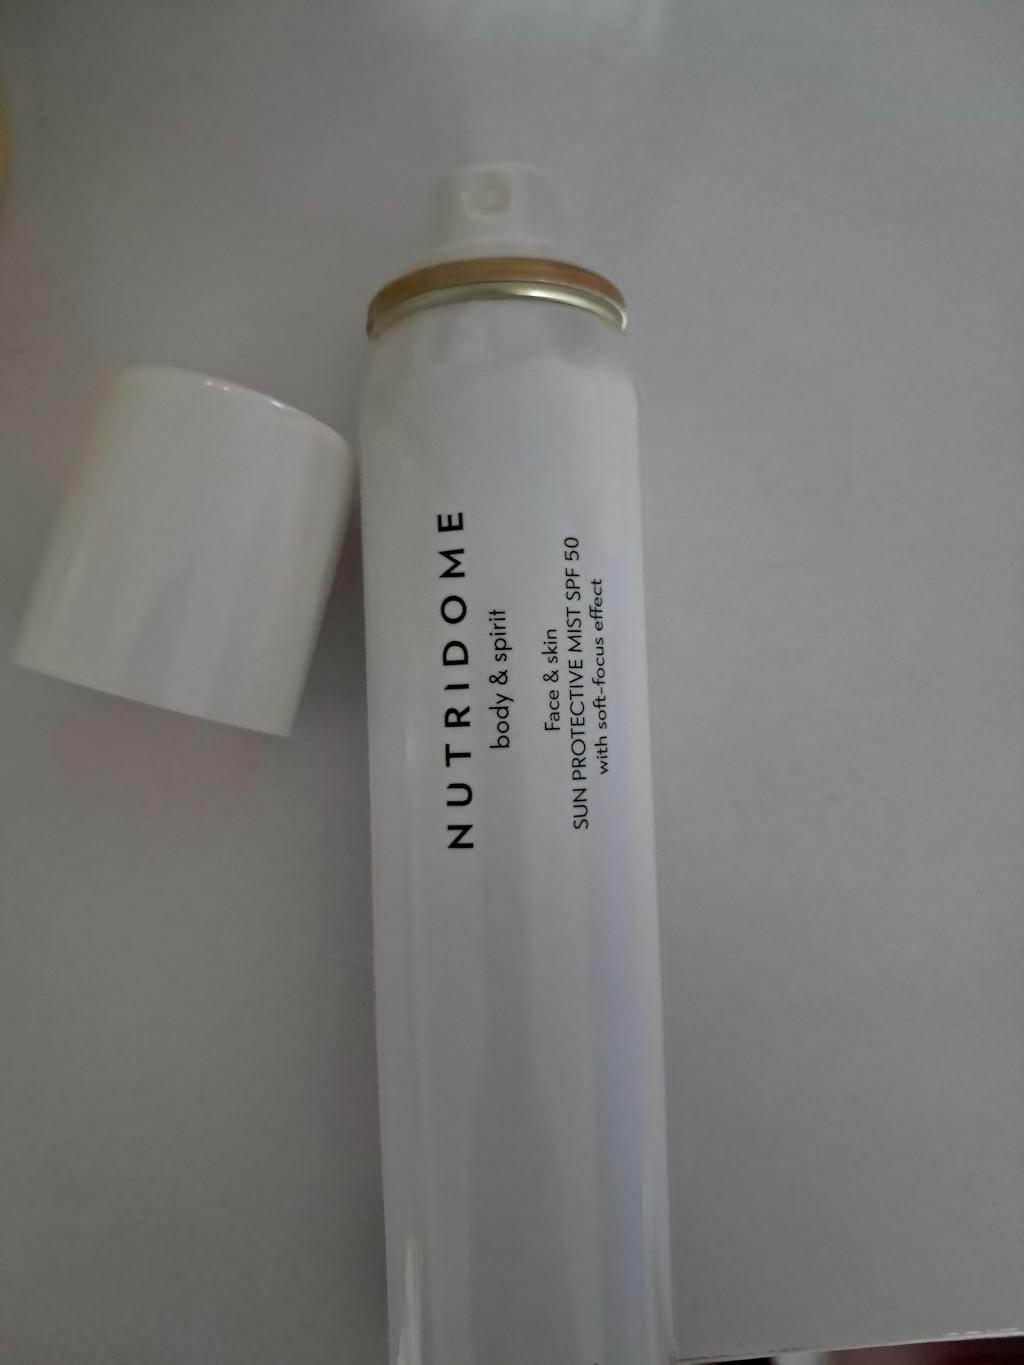 NUTRIDOME
body & spirit
Face & skin
SUN PROTECTIVE MIST SPF 50
with soft-focus effect